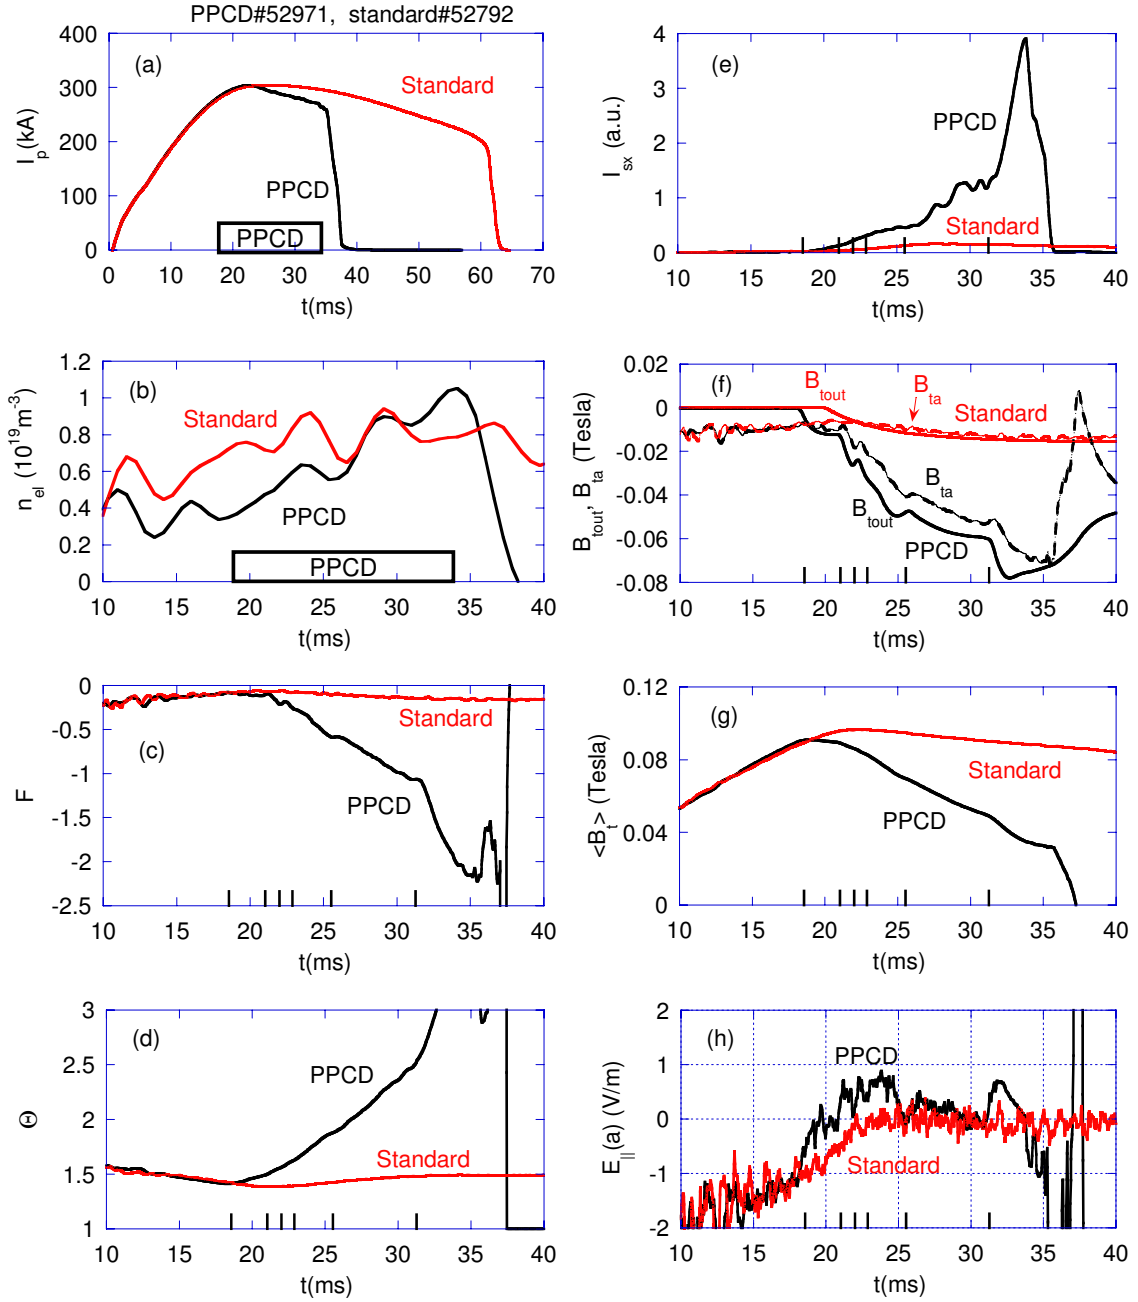 PPCD#52971, standard#52792
(a)
400
300
200
100
0
I_p(kA)
Standard
PPCD
PPCD
0 10 20 30 40 50 60 70
t(ms)
(b)
1.2
1
0.8
0.6
0.4
0.2
0
n_el (10^19 m^-3)
Standard
PPCD
PPCD
10 15 20 25 30 35 40
t(ms)
(c)
0
-0.5
-1
-1.5
-2
-2.5
F
Standard
PPCD
10 15 20 25 30 35 40
t(ms)
(d)
3
2.5
2
1.5
1
Θ
PPCD
Standard
10 15 20 25 30 35 40
t(ms)
(e)
4
3
2
1
0
I_sx (a.u.)
PPCD
Standard
10 15 20 25 30 35 40
t(ms)
(f)
0.02
0
-0.02
-0.04
-0.06
-0.08
B_tout, B_ta (Tesla)
B_tout
B_ta
Standard
B_ta
B_tout
PPCD
10 15 20 25 30 35 40
t(ms)
(g)
0.12
0.08
0.04
0
<B_t> (Tesla)
Standard
PPCD
10 15 20 25 30 35 40
t(ms)
(h)
2
1
0
-1
-2
E_||(a) (V/m)
PPCD
Standard
10 15 20 25 30 35 40
t(ms)